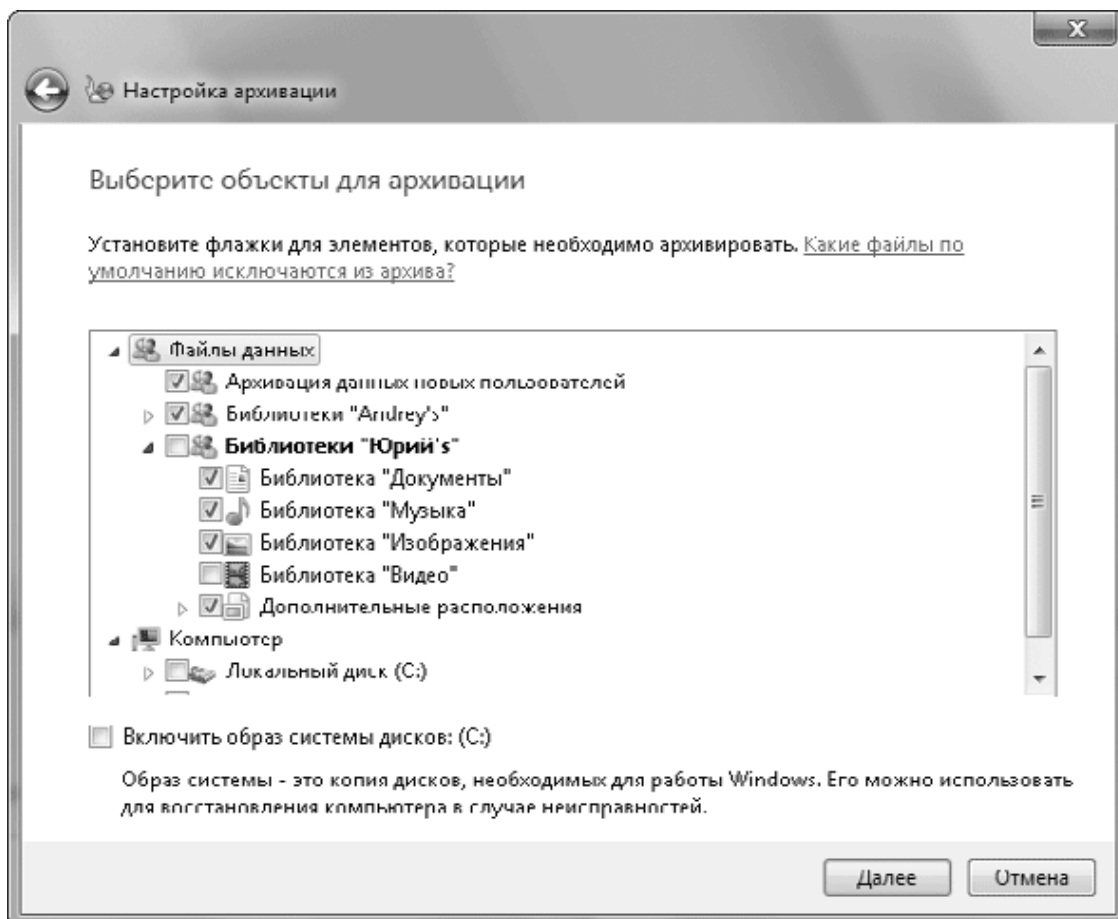 Настройка архивации
Выберите объекты для архивации
Установите флажки для элементов, которые необходимо архивировать. Какие файлы по
умолчанию исключаются из архива?
Файлы данных
Архивация данных новых пользователей
Библиотеки "Andrey's"
Библиотеки "Юрий's"
Библиотека "Документы"
Библиотека "Музыка"
Библиотека "Изображения"
Библиотека "Видео"
Дополнительные расположения
Компьютер
Локальный диск (C:)
Включить образ системы дисков: (C:)
Образ системы - это копия дисков, необходимых для работы Windows. Его можно использовать
для восстановления компьютера в случае неисправностей.
Далее
Отмена